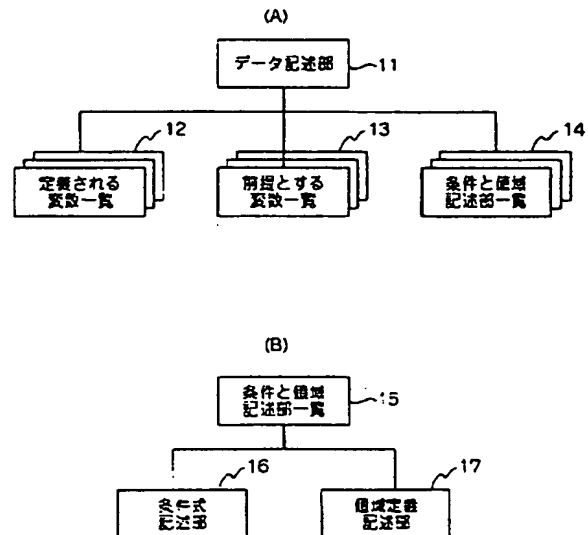 (A)
データ記述部
11
12
13
14
定義される
変数一覧
前提とする
変数一覧
条件と値域
記述部一覧
(B)
条件と値域
記述部一覧
15
16
17
条件式
記述部
値域定義
記述部